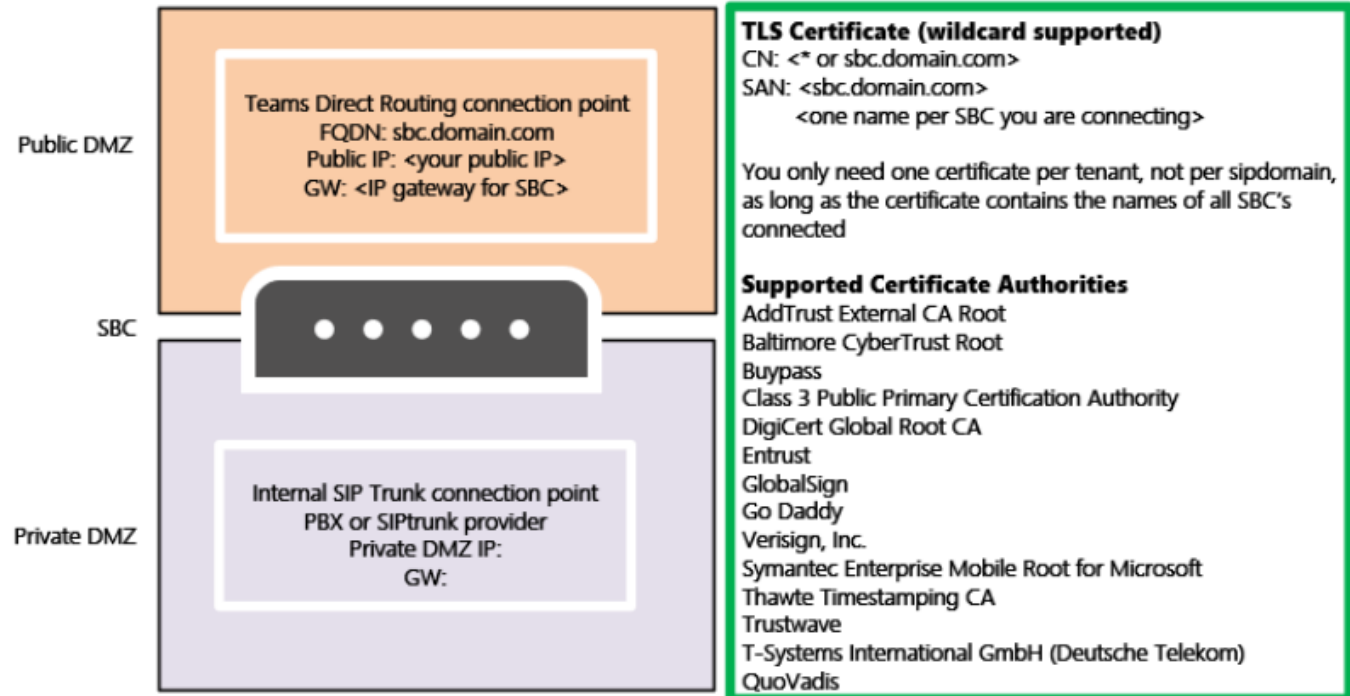 Public DMZ
Teams Direct Routing connection point
FQDN: sbc.domain.com
Public IP: <your public IP>
GW: <IP gateway for SBC>
SBC
Private DMZ
Internal SIP Trunk connection point
PBX or SIPtrunk provider
Private DMZ IP:
GW:
TLS Certificate (wildcard supported)
CN: <* or sbc.domain.com>
SAN: <sbc.domain.com>
<one name per SBC you are connecting>
You only need one certificate per tenant, not per sipdomain,
as long as the certificate contains the names of all SBC's
connected
Supported Certificate Authorities
AddTrust External CA Root
Baltimore CyberTrust Root
Buypass
Class 3 Public Primary Certification Authority
DigiCert Global Root CA
Entrust
GlobalSign
Go Daddy
Verisign, Inc.
Symantec Enterprise Mobile Root for Microsoft
Thawte Timestamping CA
Trustwave
T-Systems International GmbH (Deutsche Telekom)
QuoVadis